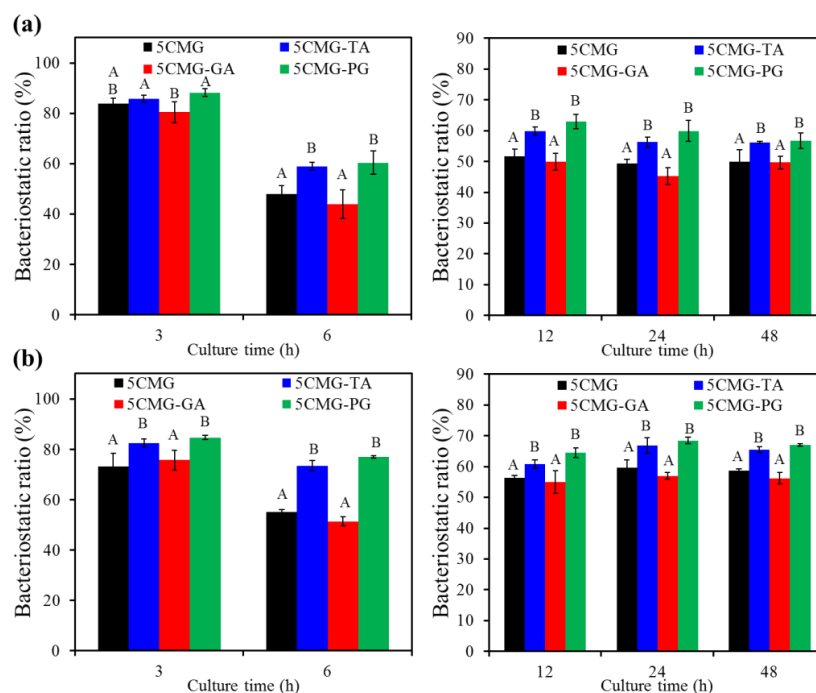 (a)
5CMG 5CMG-TA
5CMG-GA 5CMG-PG
Bacteriostatic ratio (%)
100
80
60
40
20
0
A
B A B A
A B A B
3 6
Culture time (h)
5CMG 5CMG-TA
5CMG-GA 5CMG-PG
Bacteriostatic ratio (%)
90
80
70
60
50
40
30
20
10
0
A B A B A B A B A B A B
12 24 48
Culture time (h)
(b)
5CMG 5CMG-TA
5CMG-GA 5CMG-PG
Bacteriostatic ratio (%)
100
80
60
40
20
0
A B A B A B A B
3 6
Culture time (h)
5CMG 5CMG-TA
5CMG-GA 5CMG-PG
Bacteriostatic ratio (%)
90
80
70
60
50
40
30
20
10
0
A B A B A B A B A B A B
12 24 48
Culture time (h)